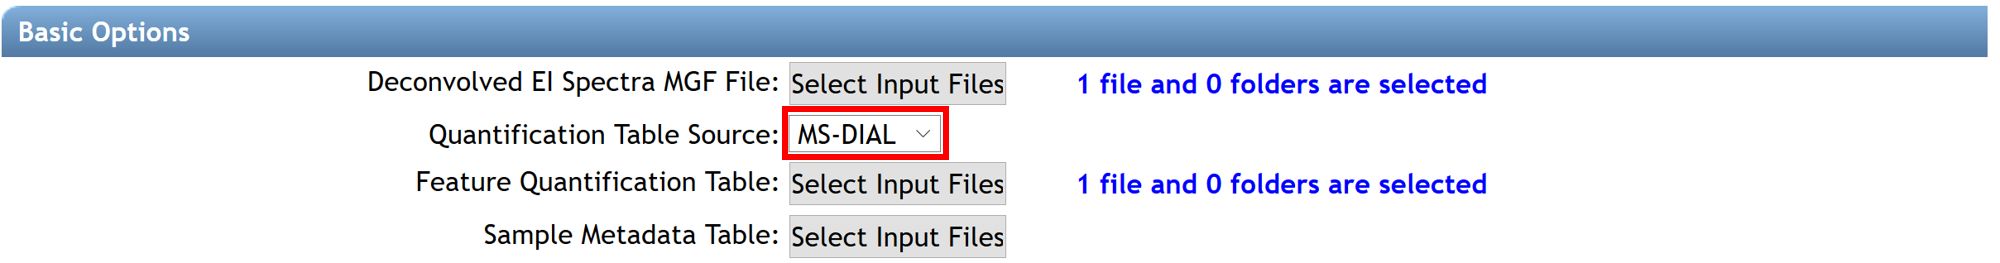 Basic Options
Deconvolved EI Spectra MGF File: Select Input Files 1 file and 0 folders are selected
Quantification Table Source: MS-DIAL
Feature Quantification Table: Select Input Files 1 file and 0 folders are selected
Sample Metadata Table: Select Input Files